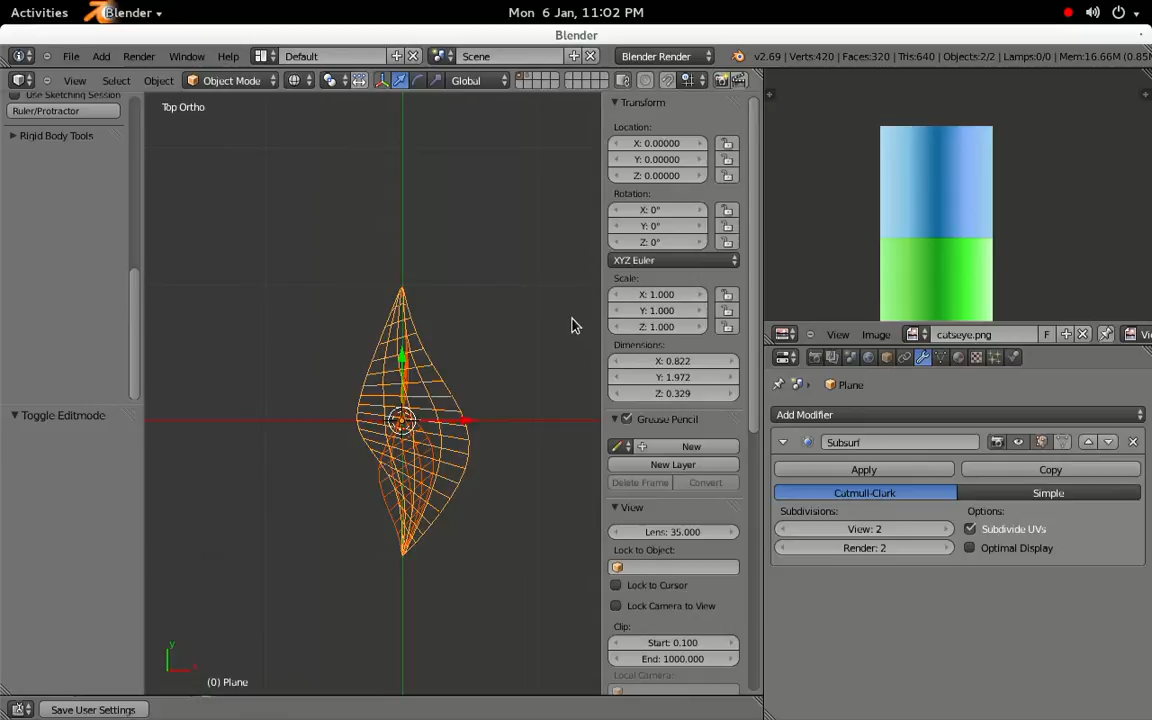 Activities Blender Mon 6 Jan, 11:02 PM
Blender
File Add Render Window Help Default Scene Blender Render v2.69 | Verts:420 | Faces:320 | Tris:640 | Objects:2/2 | Lamps:0/0 | Mem:16.66M (0.85M
View Select Object Object Mode Global
Use Sketching Session
Ruler/Protractor
Rigid Body Tools
Toggle Editmode
Top Ortho
y
x
(0) Plane
Transform
Location:
X: 0.00000
Y: 0.00000
Z: 0.00000
Rotation:
X: 0°
Y: 0°
Z: 0°
XYZ Euler
Scale:
X: 1.000
Y: 1.000
Z: 1.000
Dimensions:
X: 0.822
Y: 1.972
Z: 0.329
Grease Pencil
New
New Layer
Delete Frame Convert
View
Lens: 35.000
Lock to Object:
Lock to Cursor
Lock Camera to View
Clip:
Start: 0.100
End: 1000.000
Local Camera:
View Image catseye.png F Vi
Plane
Add Modifier
Subsurf
Apply Copy
Catmull-Clark Simple
Subdivisions: Options:
View: 2 Subdivide UVs
Render: 2 Optimal Display
Save User Settings